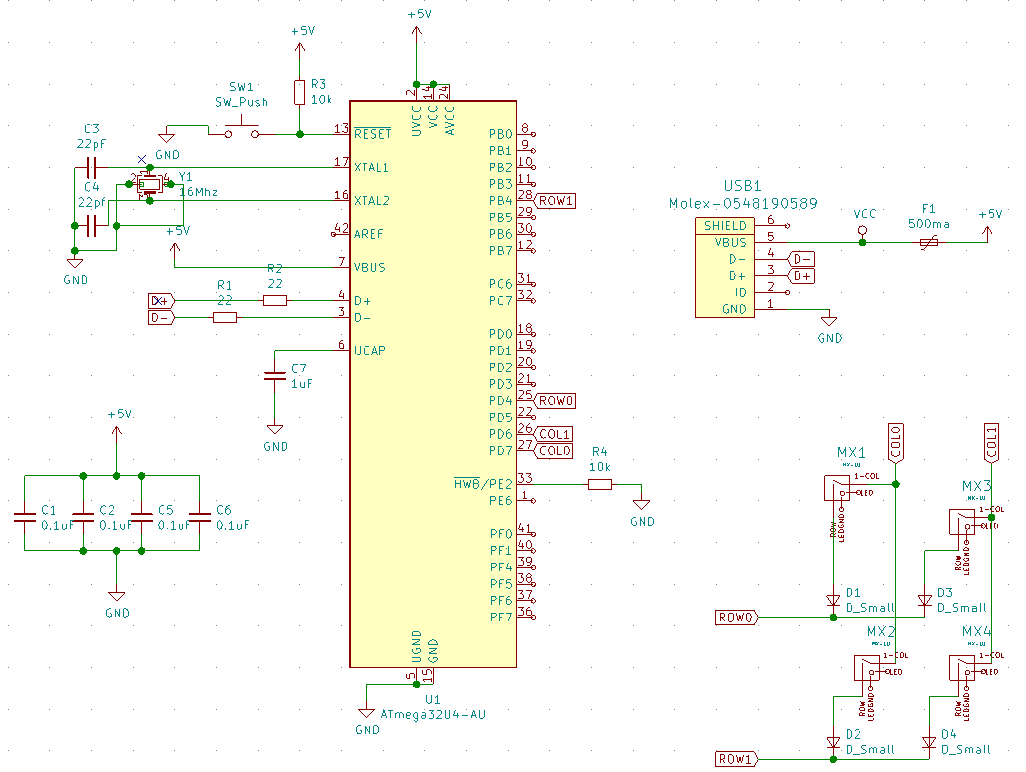 +5V
+5V
SW1
SW_Push
R3
10k
C3
22pF
GND
C4
22pf
Y1
16Mhz
2
4
+5V
GND
R2
22
R1
22
D+
D-
C7
1uF
GND
2
14
24
UVCC
VCC
AVCC
13 RESET
17 XTAL1
16 XTAL2
42 AREF
7 VBUS
4 D+
3 D-
6 UCAP
PB0 8
PB1 9
PB2 10
PB3 11
PB4 28 ROW1
PB5 29
PB6 30
PB7 12
PC6 31
PC7 32
PD0 18
PD1 19
PD2 20
PD3 21
PD4 25 ROW0
PD5 22
PD6 26 COL1
PD7 27 COL0
HWB/PE2 33
PE6 1
PF0 41
PF1 40
PF4 39
PF5 38
PF6 37
PF7 36
UGND
GND
5
15
U1
ATmega32U4-AU
GND
R4
10k
GND
+5V
C1
0.1uF
C2
0.1uF
C5
0.1uF
C6
0.1uF
GND
USB1
Molex-0548190589
SHIELD 6
VBUS 5
D- 4 D-
D+ 3 D+
ID 2
GND 1
GND
VCC
F1
500ma
+5V
COL0
COL1
MX1
MX-1U
1-COL
LED
ROW
LEDGND
MX3
MX-1U
1-COL
LED
ROW
LEDGND
D1
D_Small
D3
D_Small
ROW0
MX2
MX-1U
1-COL
LED
ROW
LEDGND
MX4
MX-1U
1-COL
LED
ROW
LEDGND
D2
D_Small
D4
D_Small
ROW1